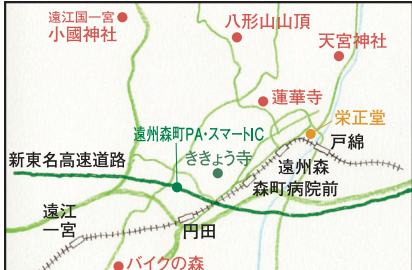 遠江国一宮
小國神社
八形山山頂
天宮神社
蓮華寺
栄正堂
遠州森町PA・スマートIC
戸綿
新東名高速道路
ききょう寺
遠州森
森町病院前
遠江
一宮
円田
バイクの森